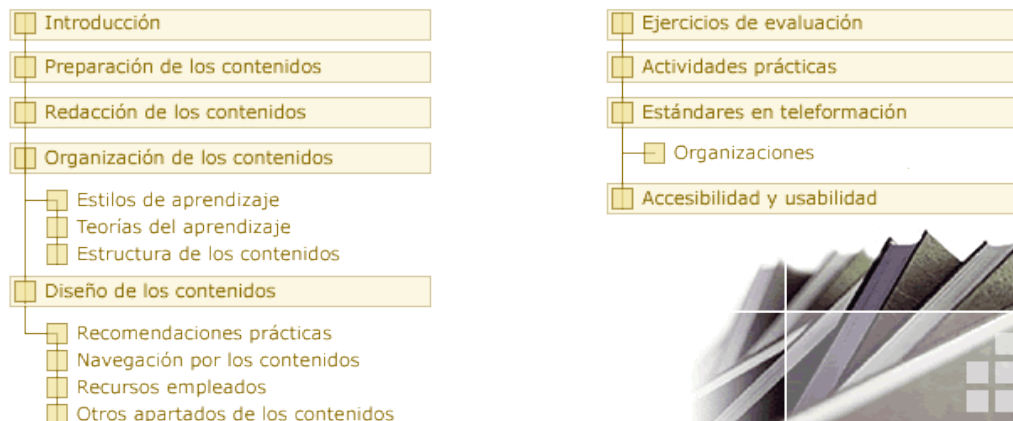 Introducción
Preparación de los contenidos
Redacción de los contenidos
Organización de los contenidos
Estilos de aprendizaje
Teorías del aprendizaje
Estructura de los contenidos
Diseño de los contenidos
Recomendaciones prácticas
Navegación por los contenidos
Recursos empleados
Otros apartados de los contenidos
Ejercicios de evaluación
Actividades prácticas
Estándares en teleformación
Organizaciones
Accesibilidad y usabilidad